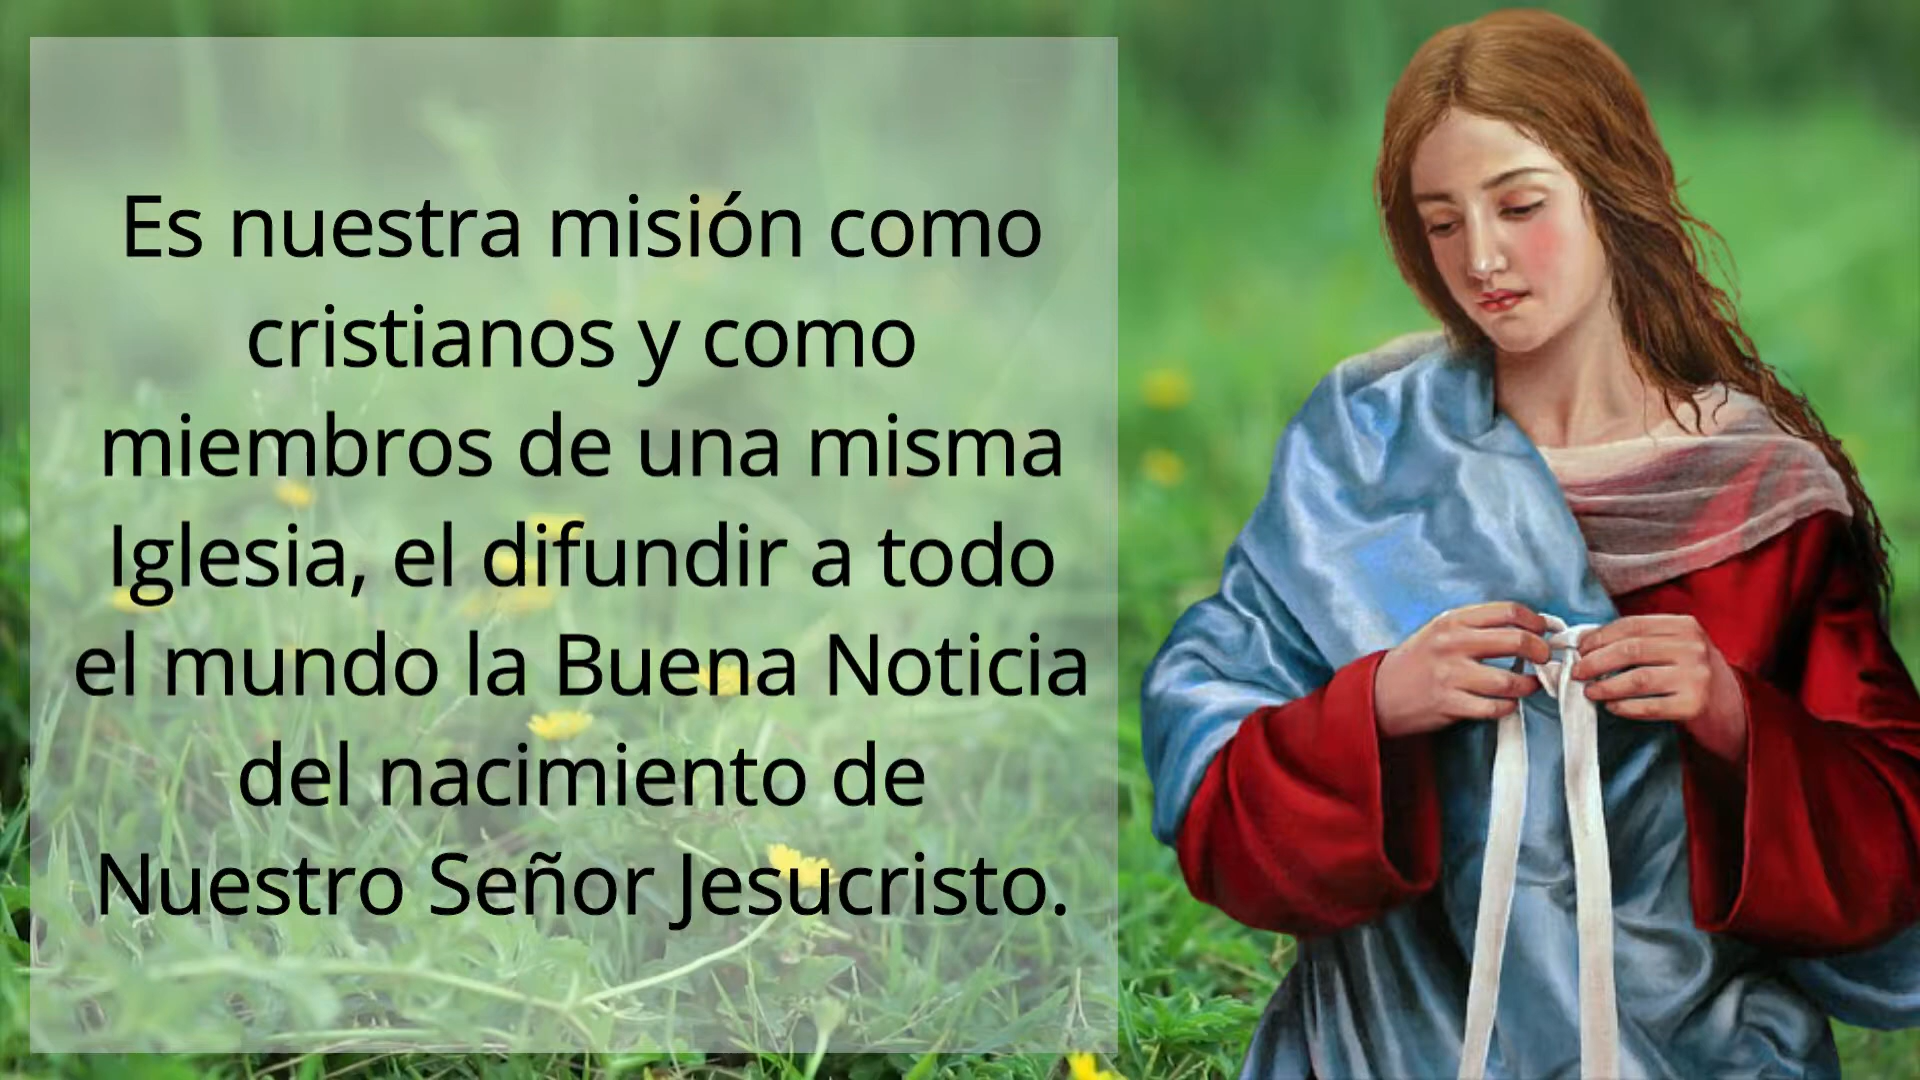 Es nuestra misión como
cristianos y como
miembros de una misma
Iglesia, el difundir a todo
el mundo la Buena Noticia
del nacimiento de
Nuestro Señor Jesucristo.